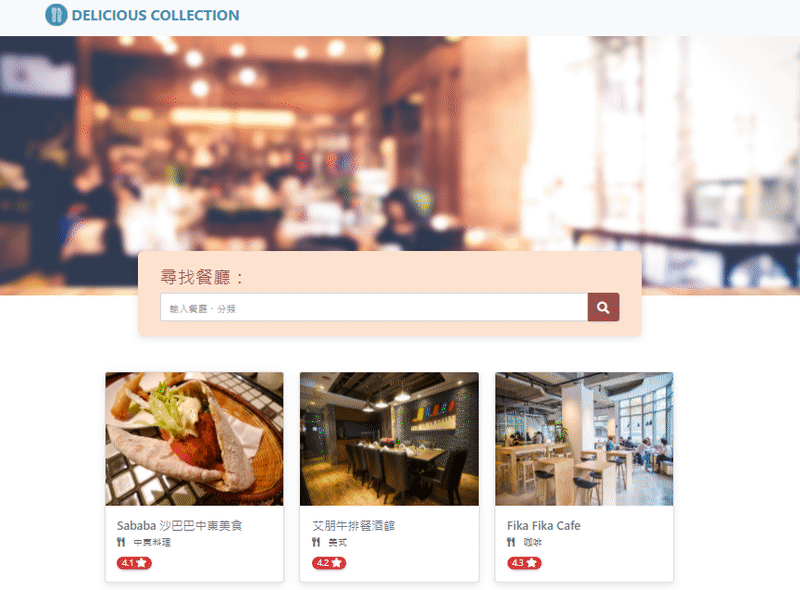 DELICIOUS COLLECTION
尋找餐廳：
輸入餐廳、分類
Sababa 沙巴巴中東美食
中東料理
4.1
艾朋牛排餐酒館
美式
4.2
Fika Fika Cafe
咖啡
4.3